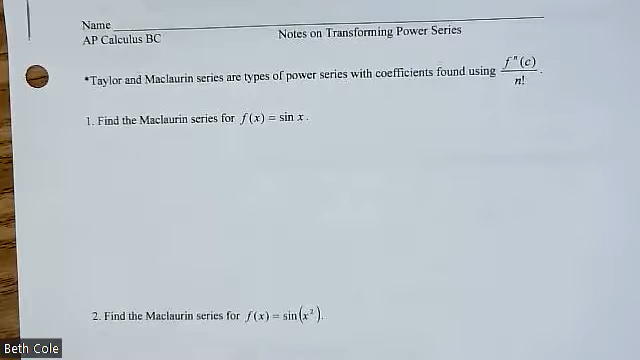 Name
AP Calculus BC
Notes on Transforming Power Series
*Taylor and Maclaurin series are types of power series with coefficients found using fⁿ(c)/n!.
1. Find the Maclaurin series for f(x) = sin x.
2. Find the Maclaurin series for f(x) = sin(x²).
Beth Cole